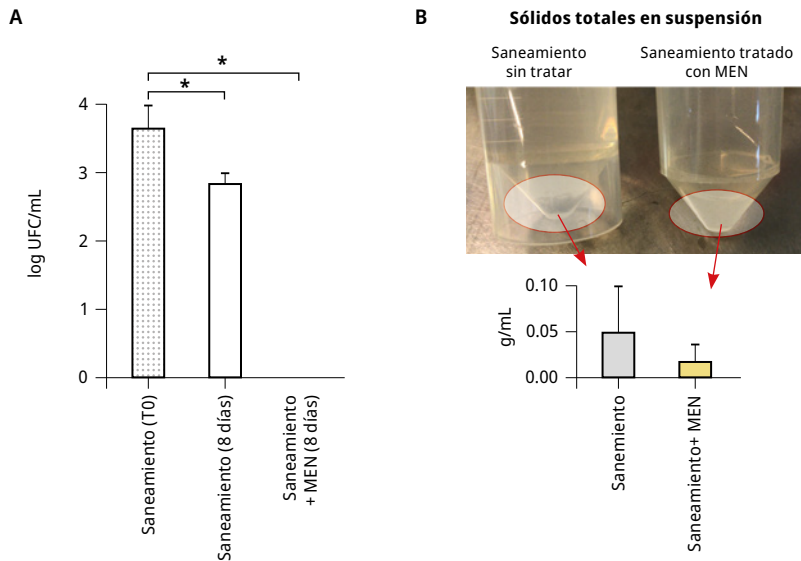 A
*
*
4
3
2
1
0
log UFC/mL
Saneamiento (T0)
Saneamiento (8 días)
Saneamiento
+ MEN (8 días)
B
Sólidos totales en suspensión
Saneamiento
sin tratar
Saneamiento tratado
con MEN
0.10
0.05
0.00
g/mL
Sanemiento
Saneamiento+ MEN